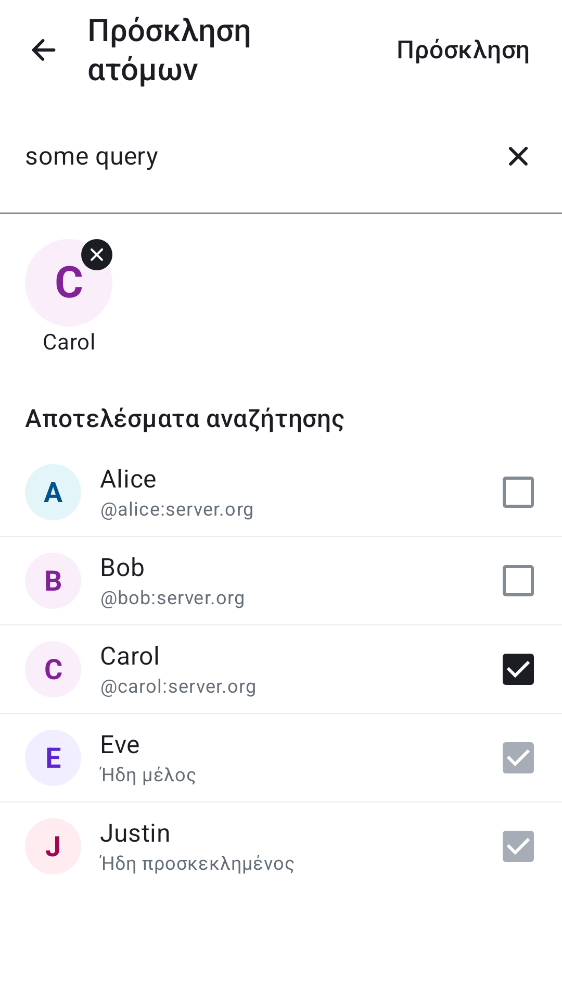 Πρόσκληση
ατόμων
Πρόσκληση
some query
C
Carol
Αποτελέσματα αναζήτησης
A
Alice
@alice:server.org
B
Bob
@bob:server.org
C
Carol
@carol:server.org
E
Eve
Ήδη μέλος
J
Justin
Ήδη προσκεκλημένος